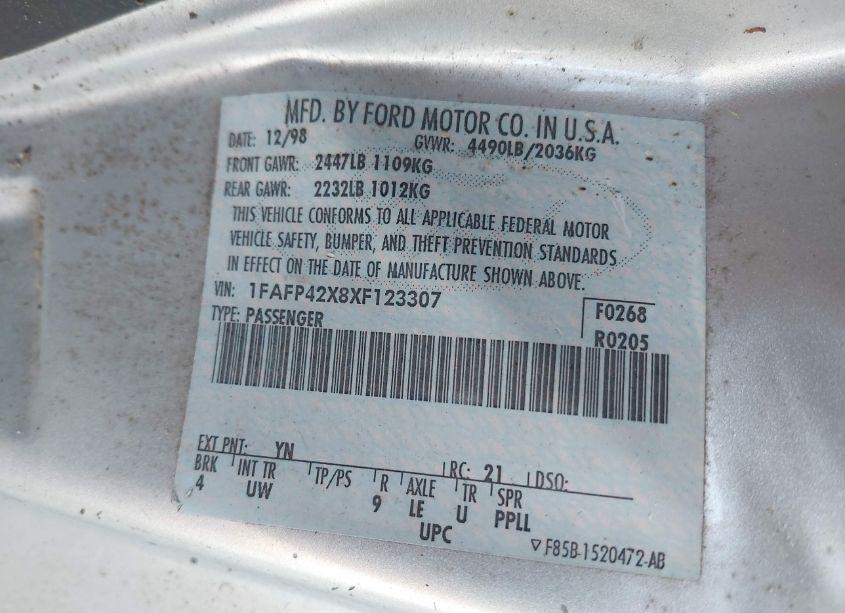 MFD. BY FORD MOTOR CO. IN U.S.A.
DATE: 12/98 GVWR: 4490LB/2036KG
FRONT GAWR: 2447LB 1109KG
REAR GAWR: 2232LB 1012KG
THIS VEHICLE CONFORMS TO ALL APPLICABLE FEDERAL MOTOR
VEHICLE SAFETY, BUMPER, AND THEFT PREVENTION STANDARDS
IN EFFECT ON THE DATE OF MANUFACTURE SHOWN ABOVE.
VIN: 1FAFP42X8XF123307 F0268
TYPE: PASSENGER R0205
EXT PNT: YN RC: 21 DSO:
BRK INT TR TP/PS R AXLE TR SPR
4 UW 9 LE U PPLL
UPC
▽ F85B-1520472-AB